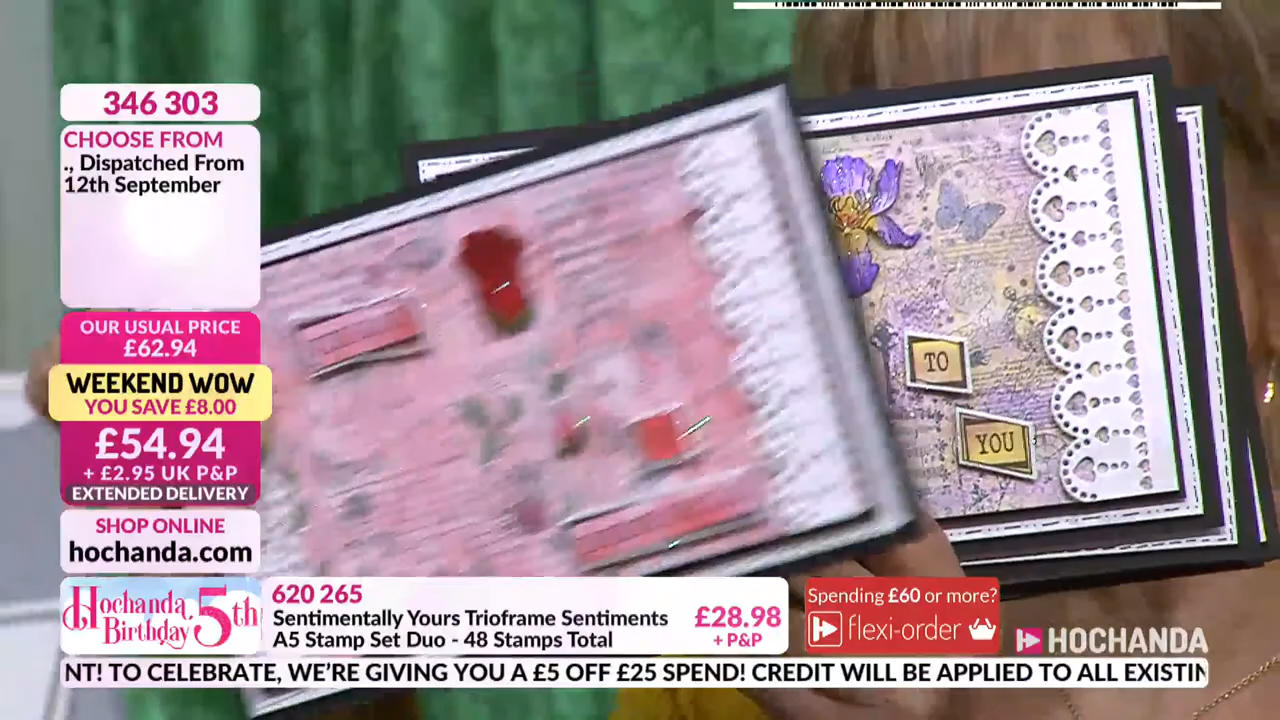 346 303
CHOOSE FROM
., Dispatched From
12th September
OUR USUAL PRICE
£62.94
WEEKEND WOW
YOU SAVE £8.00
£54.94
+ £2.95 UK P&P
EXTENDED DELIVERY
SHOP ONLINE
hochanda.com
TO
YOU
Hochanda
Birthday
5th
620 265
Sentimentally Yours Trioframe Sentiments
A5 Stamp Set Duo - 48 Stamps Total
£28.98
+ P&P
Spending £60 or more?
flexi-order
HOCHANDA
NT! TO CELEBRATE, WE'RE GIVING YOU A £5 OFF £25 SPEND! CREDIT WILL BE APPLIED TO ALL EXISTIN